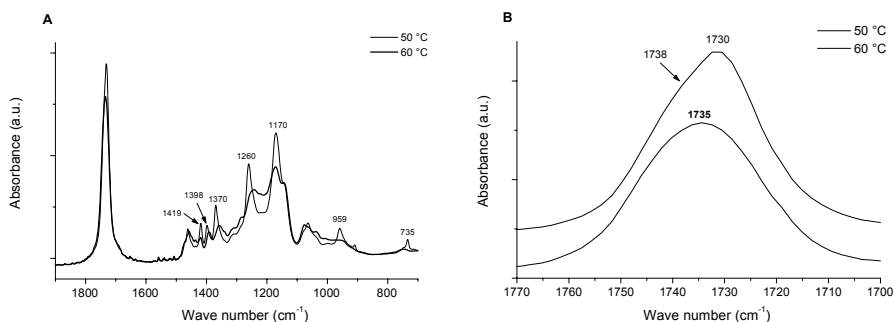 A
50 °C
60 °C
1170
1260
1398
1370
1419
959
735
Absorbance (a.u.)
1800 1600 1400 1200 1000 800
Wave number (cm⁻¹)
B
50 °C
60 °C
1730
1738
1735
Absorbance (a.u.)
1770 1760 1750 1740 1730 1720 1710 1700
Wave number (cm⁻¹)